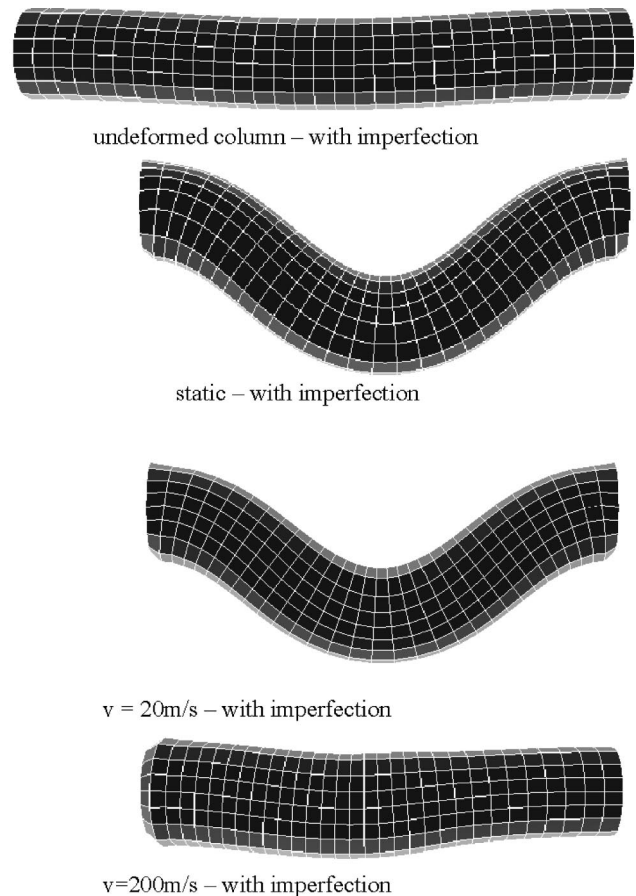 undeformed column – with imperfection
static – with imperfection
v = 20m/s – with imperfection
v=200m/s – with imperfection